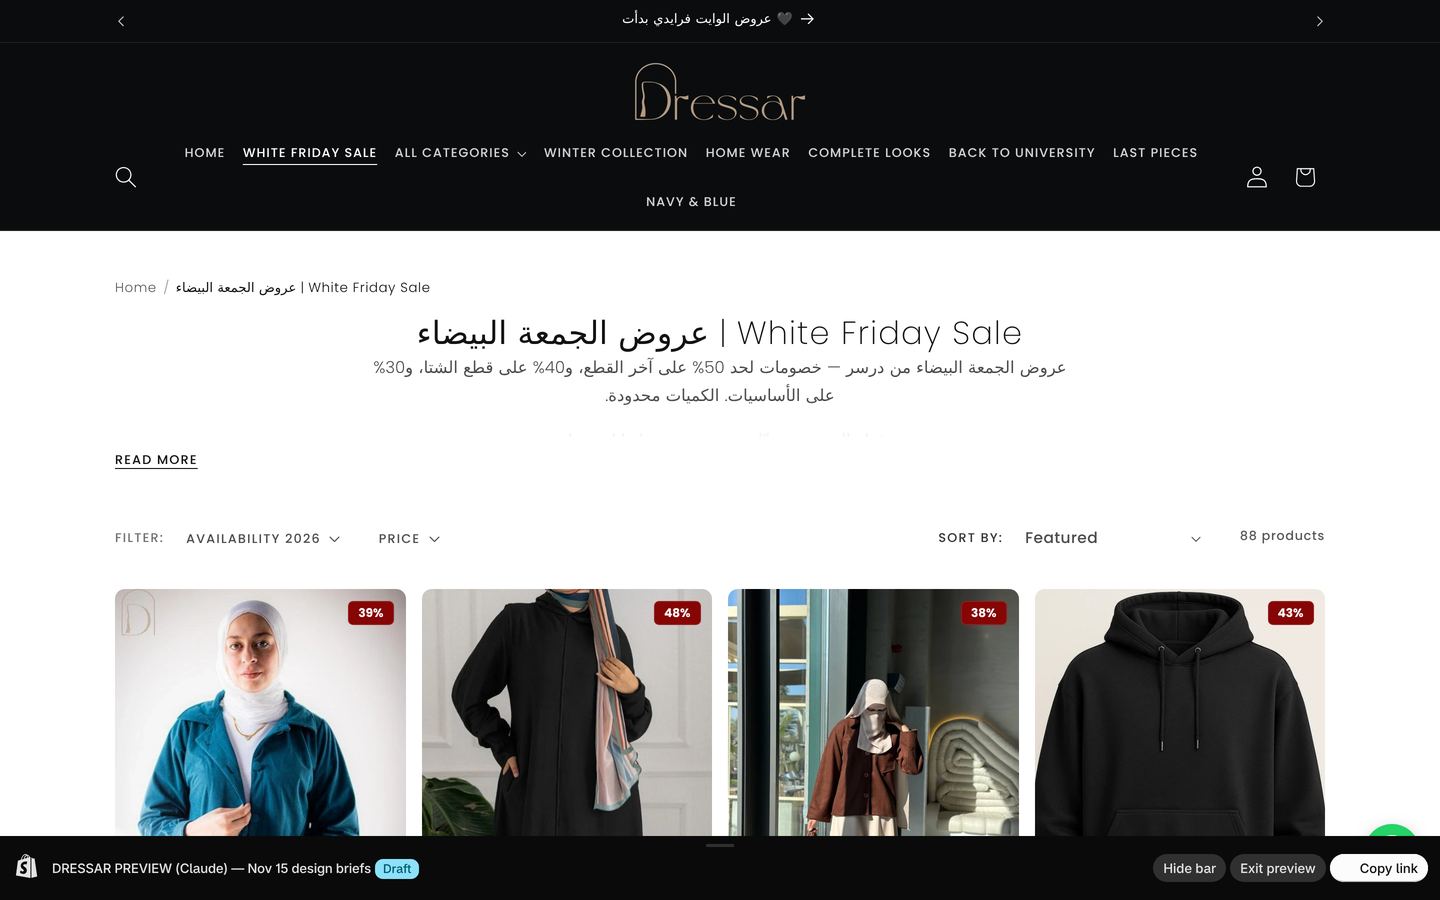 عروض الوايت فرايدي بدأت 🖤 →
Dressar
HOME WHITE FRIDAY SALE ALL CATEGORIES WINTER COLLECTION HOME WEAR COMPLETE LOOKS BACK TO UNIVERSITY LAST PIECES
NAVY & BLUE
Home / عروض الجمعة البيضاء | White Friday Sale
عروض الجمعة البيضاء | White Friday Sale
عروض الجمعة البيضاء من درسر — خصومات لحد 50% على آخر القطع، و40% على قطع الشتا، و30%
على الأساسيات. الكميات محدودة.
READ MORE
FILTER: AVAILABILITY 2026 PRICE SORT BY: Featured 88 products
39% 48% 38% 43%
DRESSAR PREVIEW (Claude) — Nov 15 design briefs Draft Hide bar Exit preview Copy link